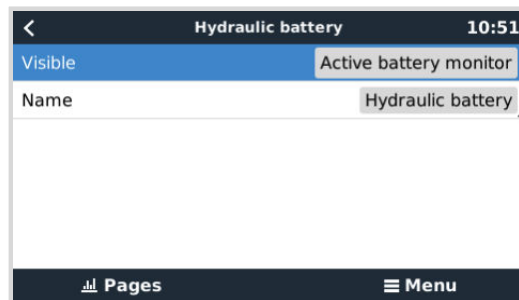 Hydraulic battery 10:51
Visible Active battery monitor
Name Hydraulic battery
Pages Menu